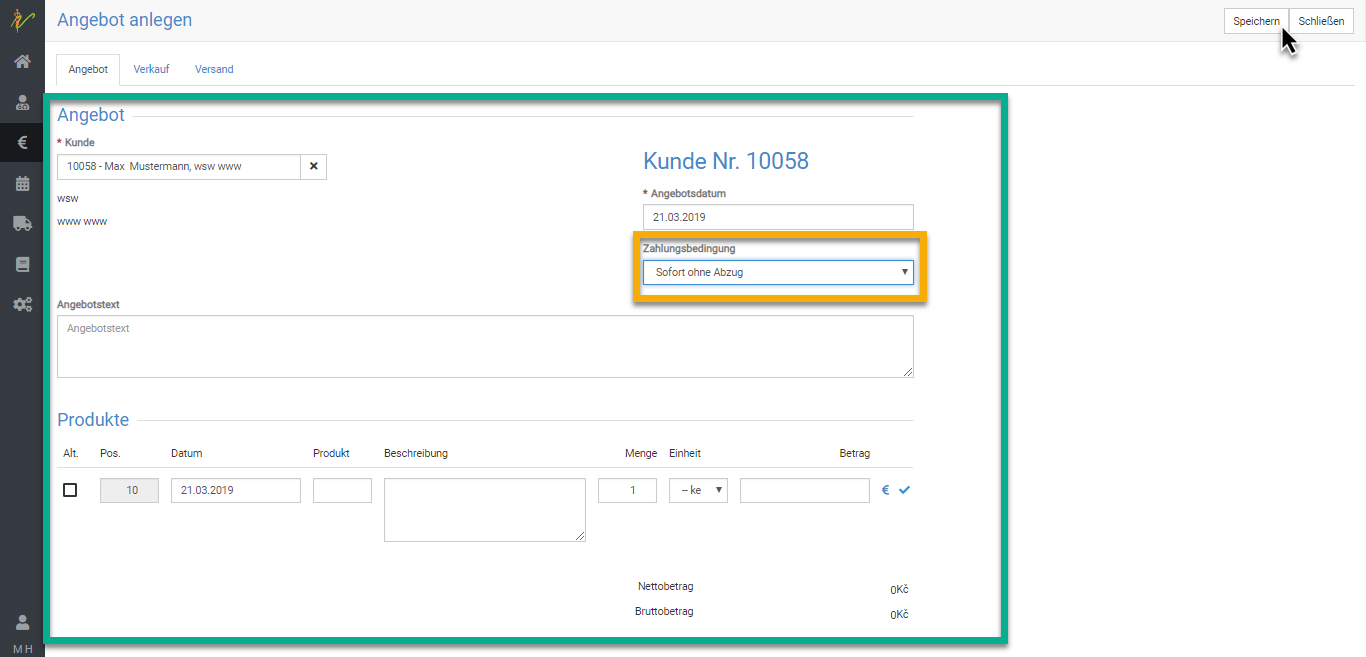 Angebot anlegen
Speichern Schließen
Angebot Verkauf Versand
Angebot
* Kunde
10058 - Max Mustermann, wsw www
wsw
www www
Kunde Nr. 10058
* Angebotsdatum
21.03.2019
Zahlungsbedingung
Sofort ohne Abzug
Angebotstext
Angebotstext
Produkte
Alt. Pos. Datum Produkt Beschreibung Menge Einheit Betrag
10 21.03.2019 1 -- ke €
Nettobetrag 0Kč
Bruttobetrag 0Kč
M H